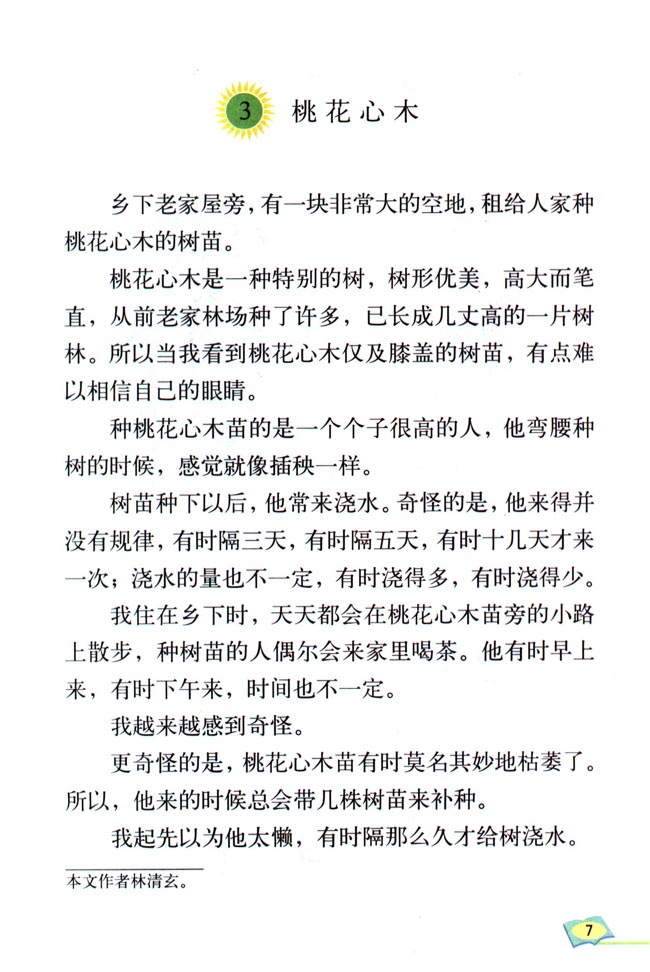 3 桃花心木
乡下老家屋旁，有一块非常大的空地，租给人家种
桃花心木的树苗。
桃花心木是一种特别的树，树形优美，高大而笔
直，从前老家林场种了许多，已长成几丈高的一片树
林。所以当我看到桃花心木仅及膝盖的树苗，有点难
以相信自己的眼睛。
种桃花心木苗的是一个个子很高的人，他弯腰种
树的时候，感觉就像插秧一样。
树苗种下以后，他常来浇水。奇怪的是，他来得并
没有规律，有时隔三天，有时隔五天，有时十几天才来
一次；浇水的量也不一定，有时浇得多，有时浇得少。
我住在乡下时，天天都会在桃花心木苗旁的小路
上散步，种树苗的人偶尔会来家里喝茶。他有时早上
来，有时下午来，时间也不一定。
我越来越感到奇怪。
更奇怪的是，桃花心木苗有时莫名其妙地枯萎了。
所以，他来的时候总会带几株树苗来补种。
我起先以为他太懒，有时隔那么久才给树浇水。
本文作者林清玄。
7